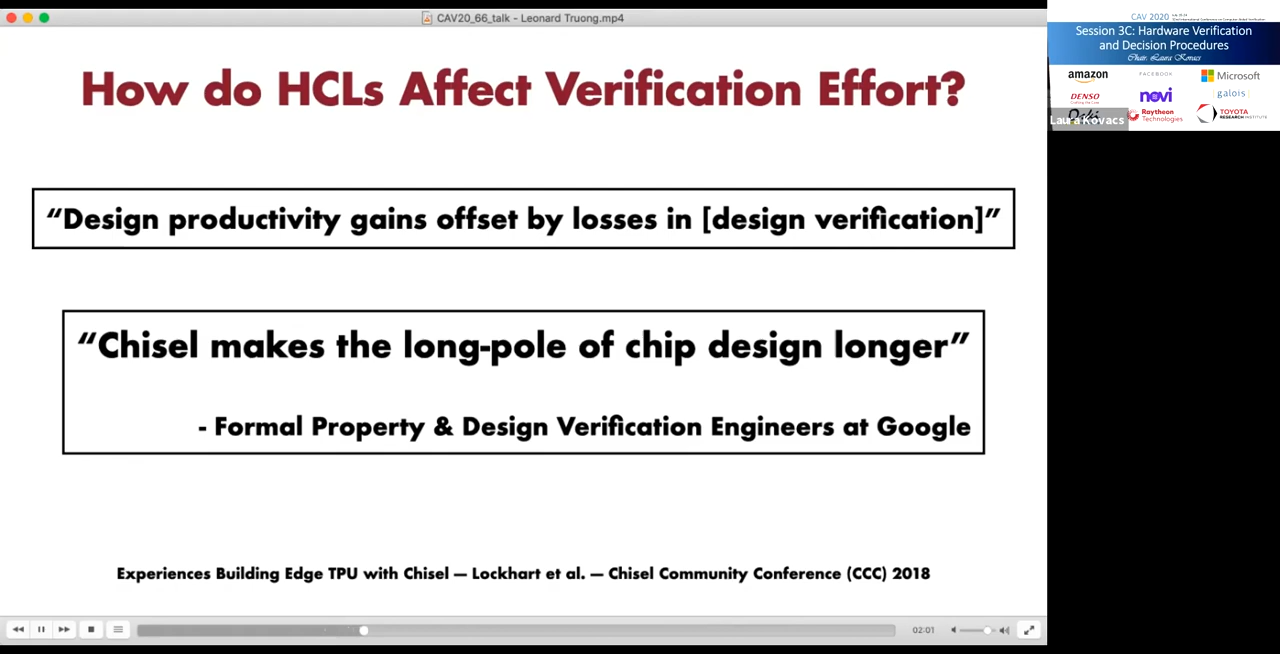 CAV20_66_talk - Leonard Truong.mp4
How do HCLs Affect Verification Effort?
“Design productivity gains offset by losses in [design verification]”
“Chisel makes the long-pole of chip design longer”
- Formal Property & Design Verification Engineers at Google
Experiences Building Edge TPU with Chisel — Lockhart et al. — Chisel Community Conference (CCC) 2018
02:01
CAV 2020
Session 3C: Hardware Verification
and Decision Procedures
Chair: Laura Kovacs
amazon
FACEBOOK
Microsoft
DENSO
novi
galois
Laura Kovacs
Raytheon
Technologies
TOYOTA
RESEARCH INSTITUTE